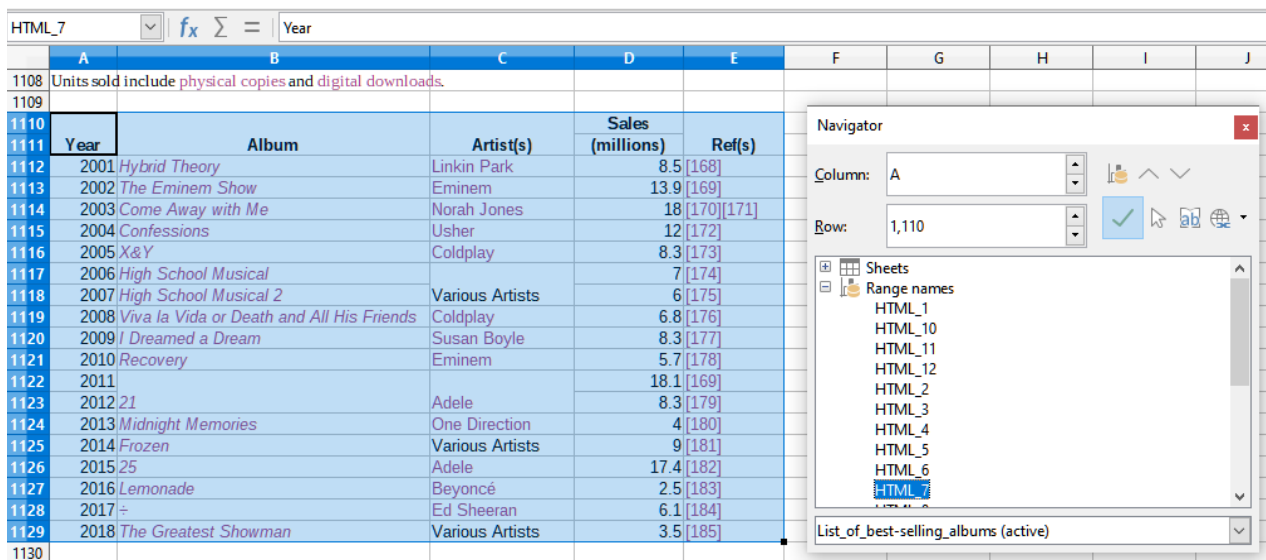 HTML_7 fx Σ = Year
A B C D E F G H I J
1108 Units sold include physical copies and digital downloads.
1109
1110 Sales
1111 Year Album Artist(s) (millions) Ref(s)
1112 2001 Hybrid Theory Linkin Park 8.5 [168]
1113 2002 The Eminem Show Eminem 13.9 [169]
1114 2003 Come Away with Me Norah Jones 18 [170][171]
1115 2004 Confessions Usher 12 [172]
1116 2005 X&Y Coldplay 8.3 [173]
1117 2006 High School Musical 7 [174]
1118 2007 High School Musical 2 Various Artists 6 [175]
1119 2008 Viva la Vida or Death and All His Friends Coldplay 6.8 [176]
1120 2009 I Dreamed a Dream Susan Boyle 8.3 [177]
1121 2010 Recovery Eminem 5.7 [178]
1122 2011 18.1 [169]
1123 2012 21 Adele 8.3 [179]
1124 2013 Midnight Memories One Direction 4 [180]
1125 2014 Frozen Various Artists 9 [181]
1126 2015 25 Adele 17.4 [182]
1127 2016 Lemonade Beyoncé 2.5 [183]
1128 2017 ÷ Ed Sheeran 6.1 [184]
1129 2018 The Greatest Showman Various Artists 3.5 [185]
1130
Navigator x
Column: A
Row: 1,110
ab
Sheets
Range names
HTML_1
HTML_10
HTML_11
HTML_12
HTML_2
HTML_3
HTML_4
HTML_5
HTML_6
HTML_7
List_of_best-selling_albums (active)